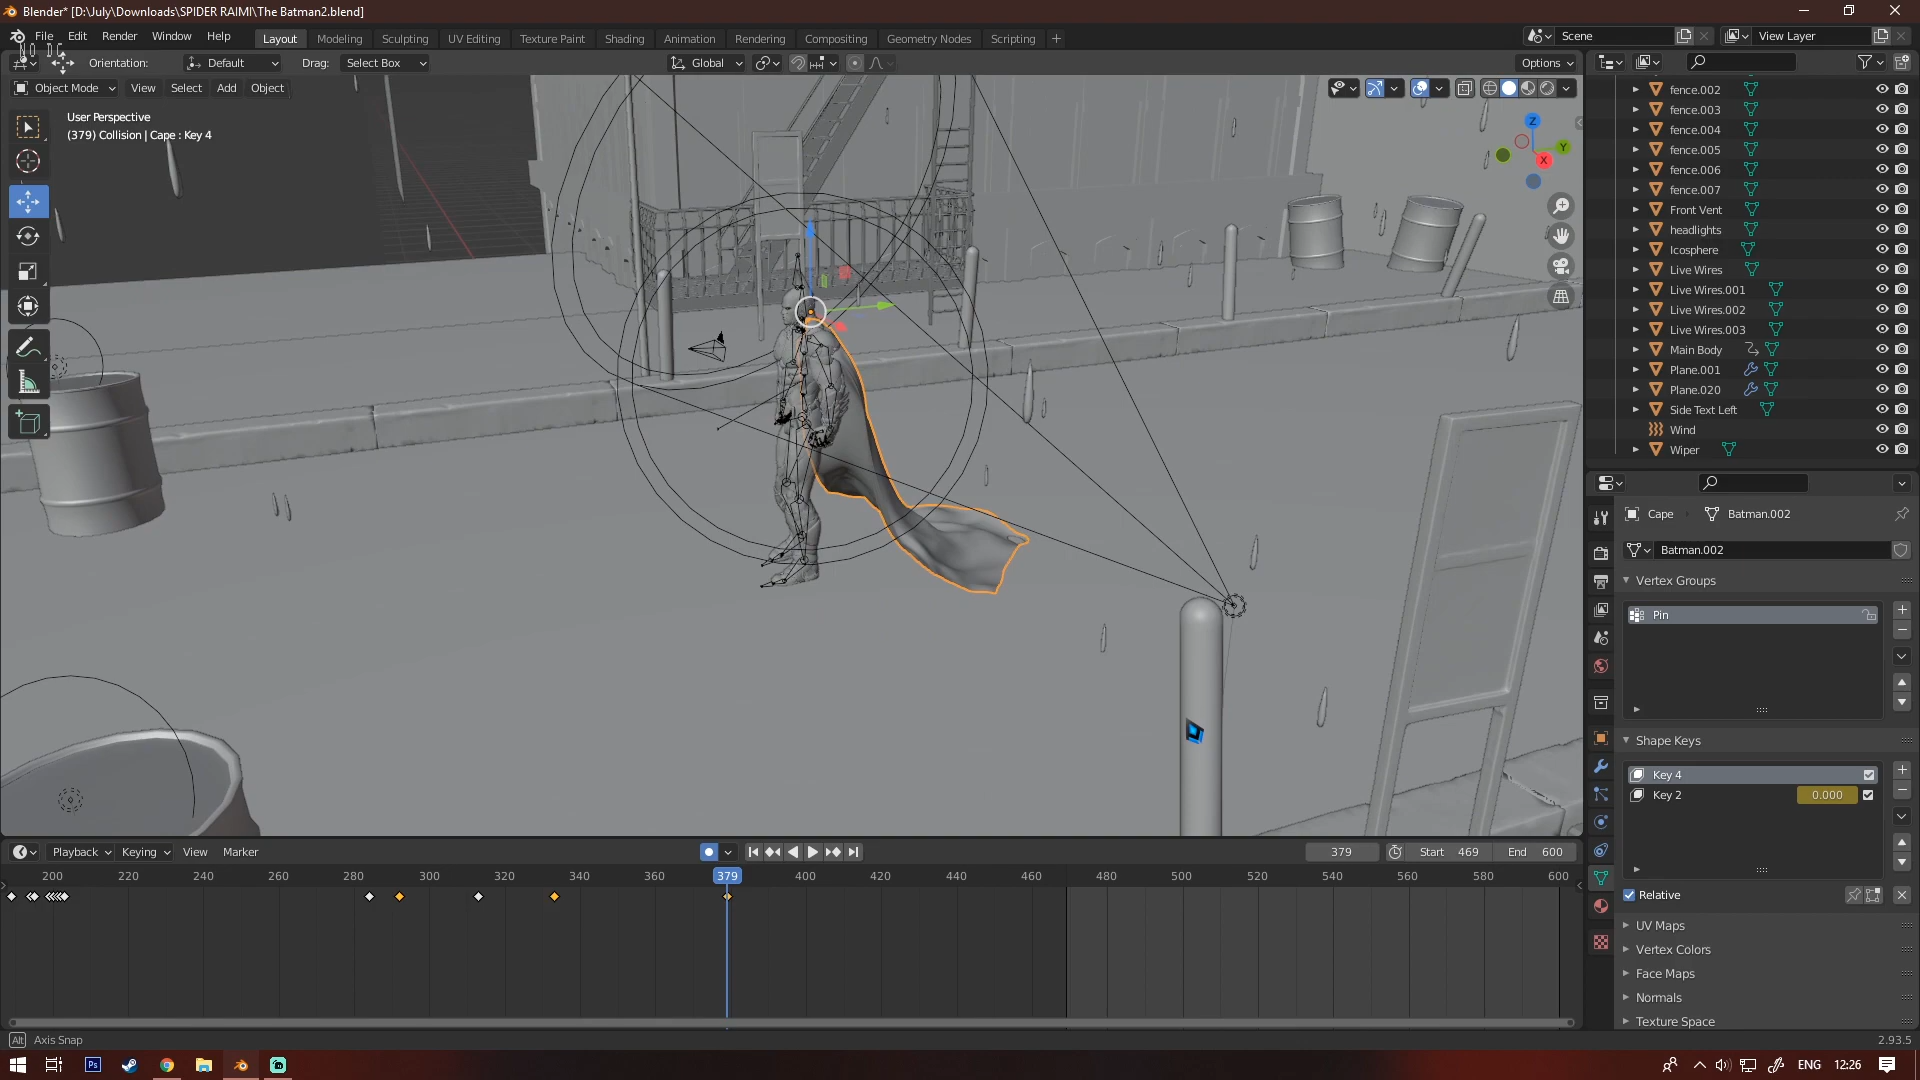 Blender* [D:\July\Downloads\SPIDER RAIMI\The Batman2.blend]
File Edit Render Window Help
Layout Modeling Sculpting UV Editing Texture Paint Shading Animation Rendering Compositing Geometry Nodes Scripting +
Scene
View Layer
NO DC
Orientation: Default Drag: Select Box
Global
Options
Object Mode View Select Add Object
User Perspective
(379) Collision | Cape : Key 4
Z
Y
X
fence.002
fence.003
fence.004
fence.005
fence.006
fence.007
Front Vent
headlights
Icosphere
Live Wires
Live Wires.001
Live Wires.002
Live Wires.003
Main Body
Plane.001
Plane.020
Side Text Left
Wind
Wiper
Cape Batman.002
Batman.002
Vertex Groups
Pin
Shape Keys
Key 4
Key 2 0.000
Relative
UV Maps
Vertex Colors
Face Maps
Normals
Texture Space
Playback Keying View Marker
379 Start 469 End 600
200 220 240 260 280 300 320 340 360 379 400 420 440 460 480 500 520 540 560 580 600
Alt Axis Snap
2.93.5
Ps
ENG 12:26